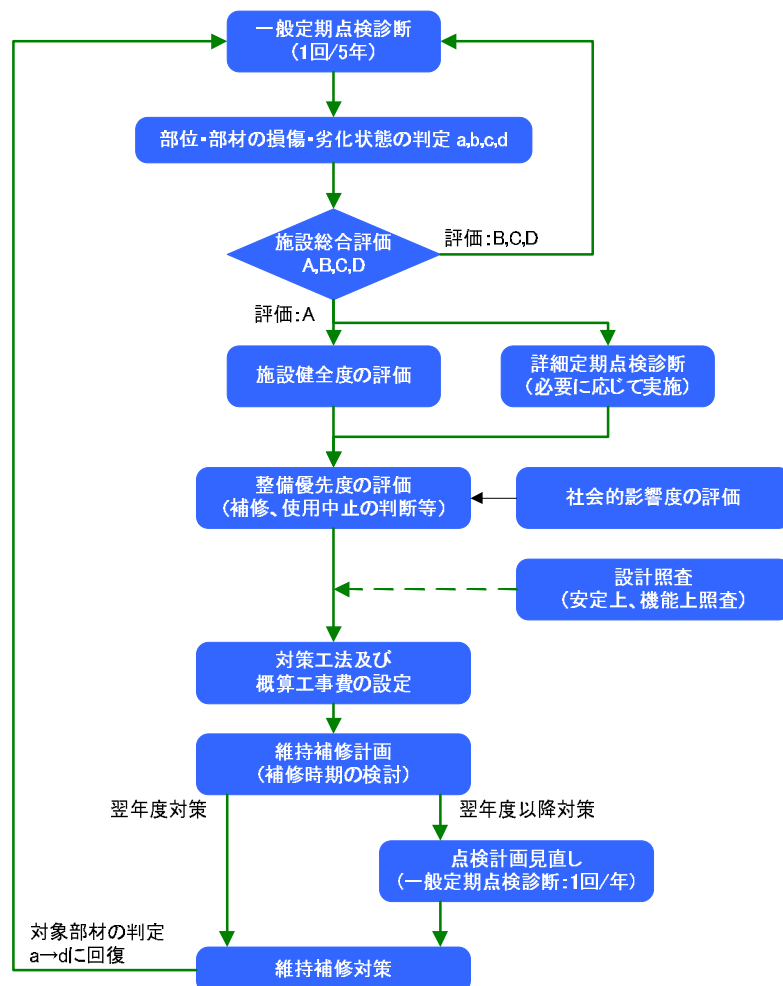 一般定期点検診断
(1回/5年)
部位・部材の損傷・劣化状態の判定 a,b,c,d
施設総合評価
A,B,C,D
評価:B,C,D
評価:A
施設健全度の評価
詳細定期点検診断
(必要に応じて実施)
整備優先度の評価
(補修、使用中止の判断等)
社会的影響度の評価
設計照査
(安定上、機能上照査)
対策工法及び
概算工事費の設定
維持補修計画
(補修時期の検討)
翌年度対策
翌年度以降対策
点検計画見直し
(一般定期点検診断:1回/年)
対象部材の判定
a→dに回復
維持補修対策